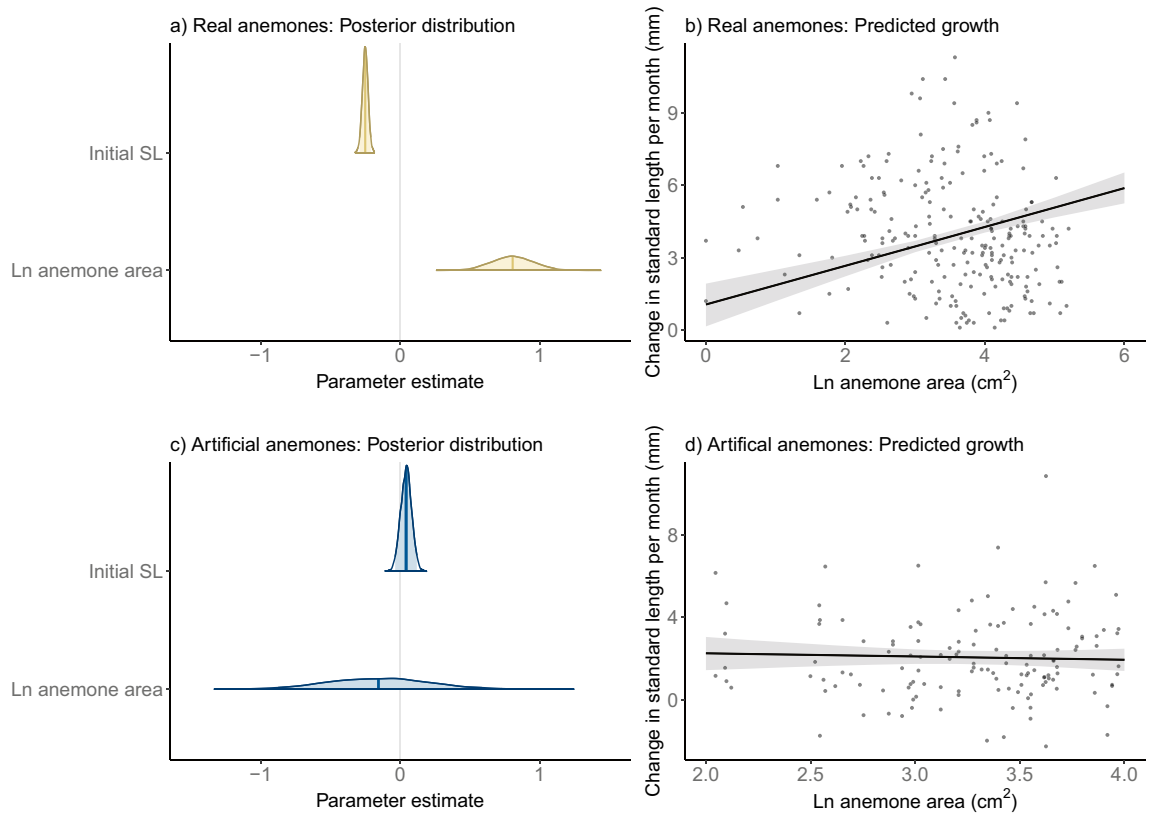 a) Real anemones: Posterior distribution
Initial SL
Ln anemone area
−1 0 1
Parameter estimate
b) Real anemones: Predicted growth
Change in standard length per month (mm)
9
6
3
0
0 2 4 6
Ln anemone area (cm²)
c) Artificial anemones: Posterior distribution
Initial SL
Ln anemone area
−1 0 1
Parameter estimate
d) Artifical anemones: Predicted growth
Change in standard length per month (mm)
8
4
0
2.0 2.5 3.0 3.5 4.0
Ln anemone area (cm²)